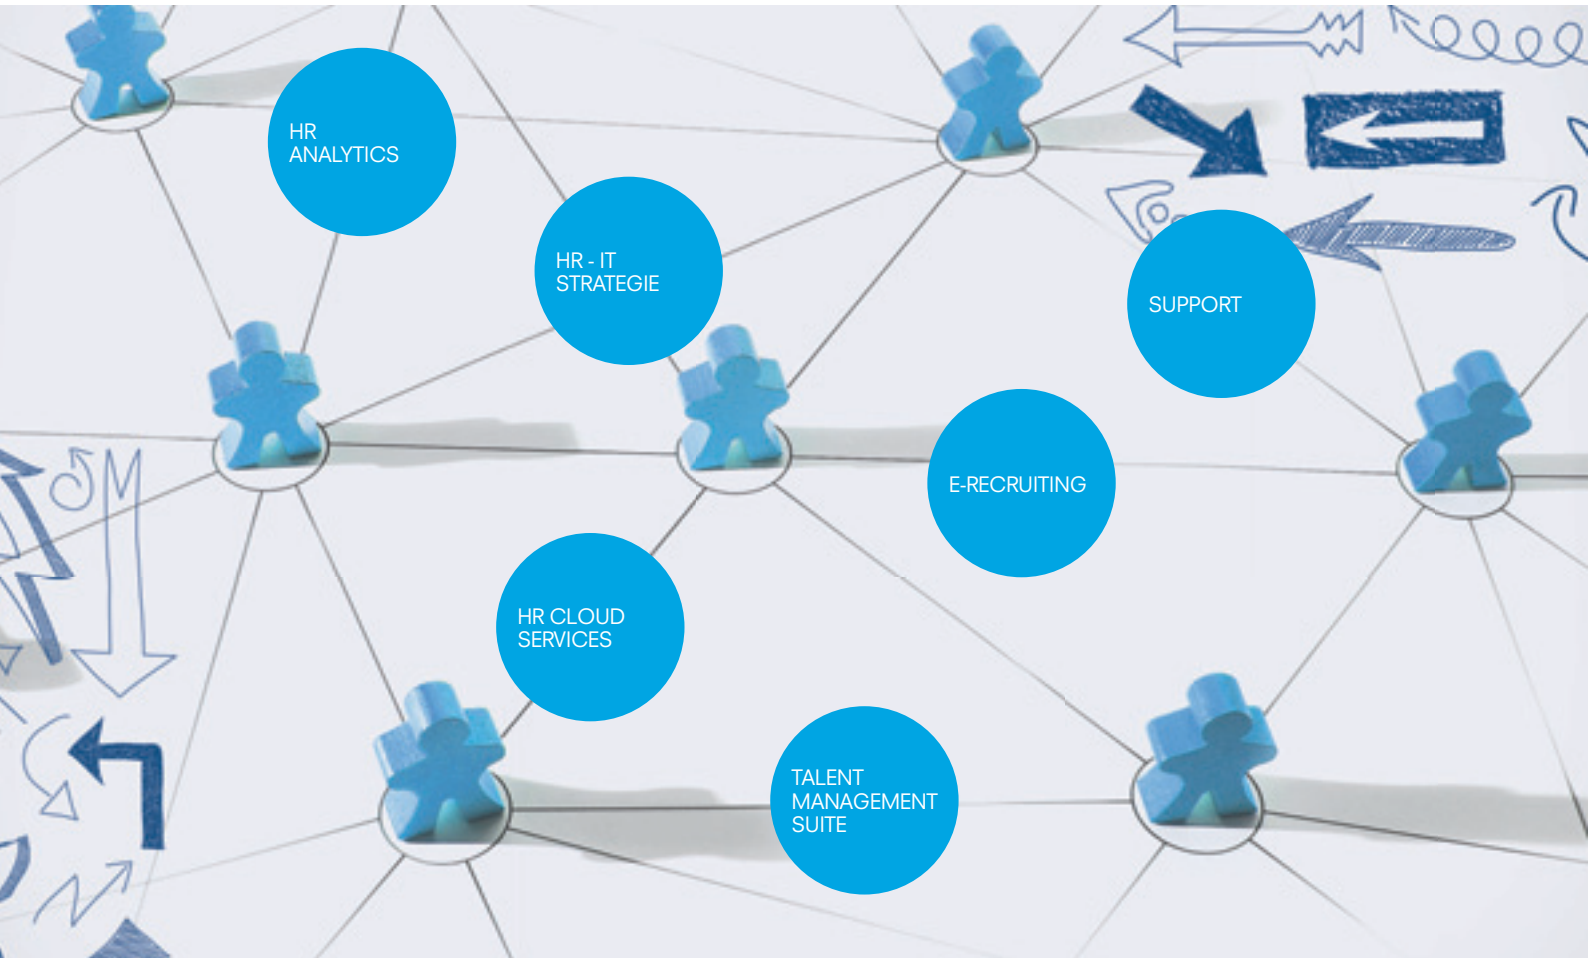 HR
ANALYTICS
HR - IT
STRATEGIE
SUPPORT
E-RECRUITING
HR CLOUD
SERVICES
TALENT
MANAGEMENT
SUITE